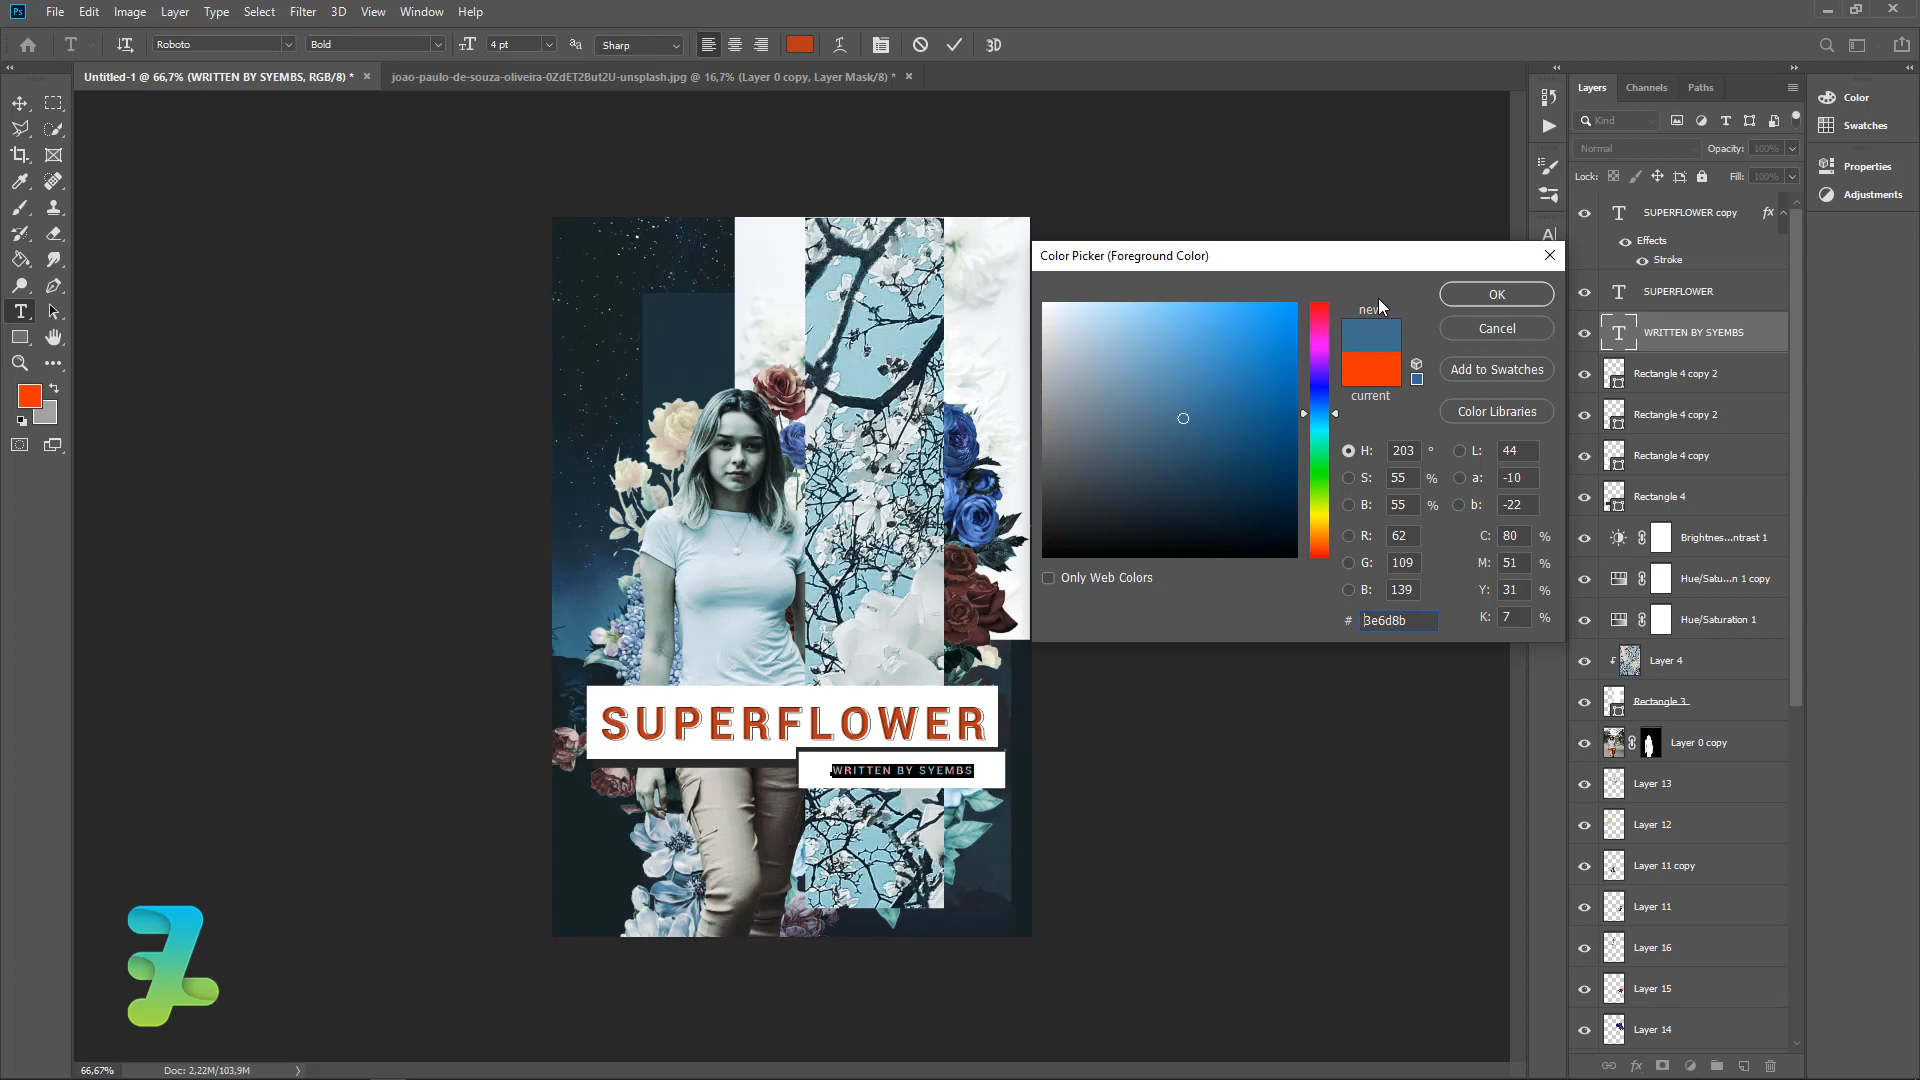 Ps File Edit Image Layer Type Select Filter 3D View Window Help
T Roboto Bold 4 pt aa Sharp 3D
Untitled-1 @ 66,7% (WRITTEN BY SYEMBS, RGB/8) * × joao-paulo-de-souza-oliveira-0ZdET2But2U-unsplash.jpg @ 16,7% (Layer 0 copy, Layer Mask/8) * ×
Layers Channels Paths
Kind
Normal Opacity: 100%
Lock: Fill: 100%
Color
Swatches
Properties
Adjustments
SUPERFLOWER copy fx
Effects
Stroke
SUPERFLOWER
WRITTEN BY SYEMBS
Rectangle 4 copy 2
Rectangle 4 copy 2
Rectangle 4 copy
Rectangle 4
Brightnes...ntrast 1
Hue/Satu...n 1 copy
Hue/Saturation 1
Layer 4
Rectangle 3
Layer 0 copy
Layer 13
Layer 12
Layer 11 copy
Layer 11
Layer 16
Layer 15
Layer 14
fx
Color Picker (Foreground Color)
new
current
OK
Cancel
Add to Swatches
Color Libraries
H: 203 °
S: 55 %
B: 55 %
R: 62
G: 109
B: 139
# 3e6d8b
L: 44
a: -10
b: -22
C: 80 %
M: 51 %
Y: 31 %
K: 7 %
Only Web Colors
SUPERFLOWER
WRITTEN BY SYEMBS
66,67% Doc: 2,22M/103,9M